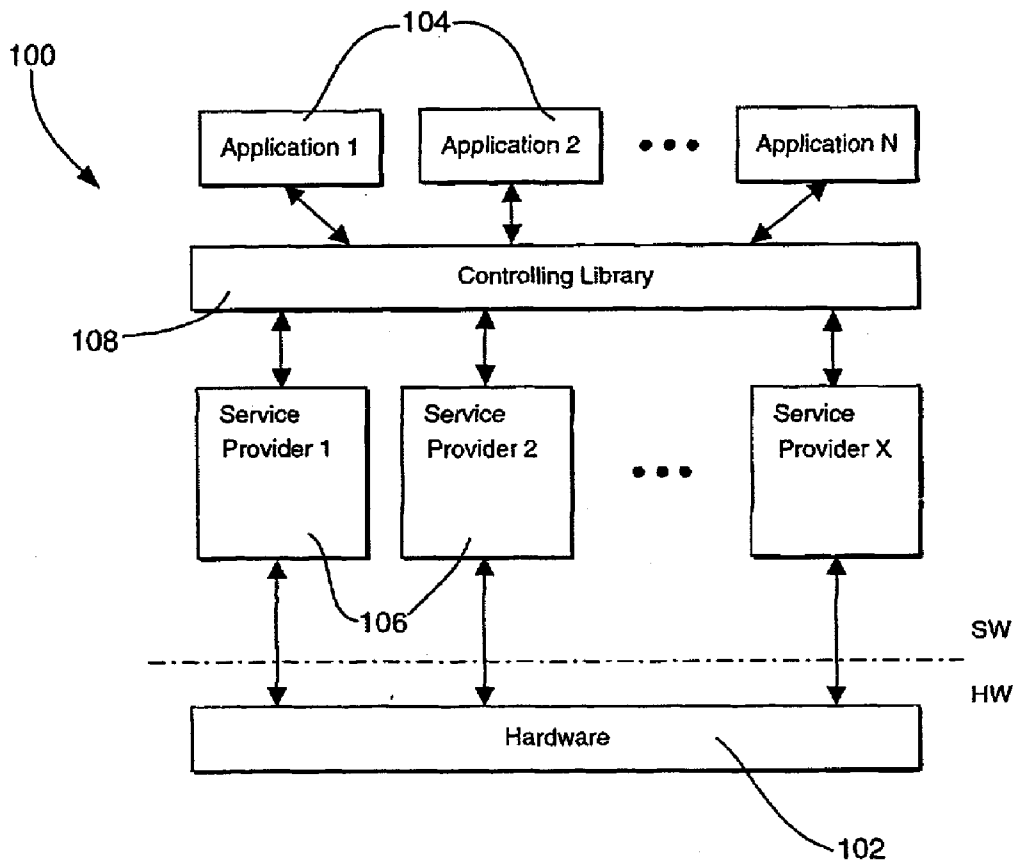 104
100
Application 1
Application 2
Application N
Controlling Library
108
Service
Provider 1
Service
Provider 2
Service
Provider X
106
SW
HW
Hardware
102